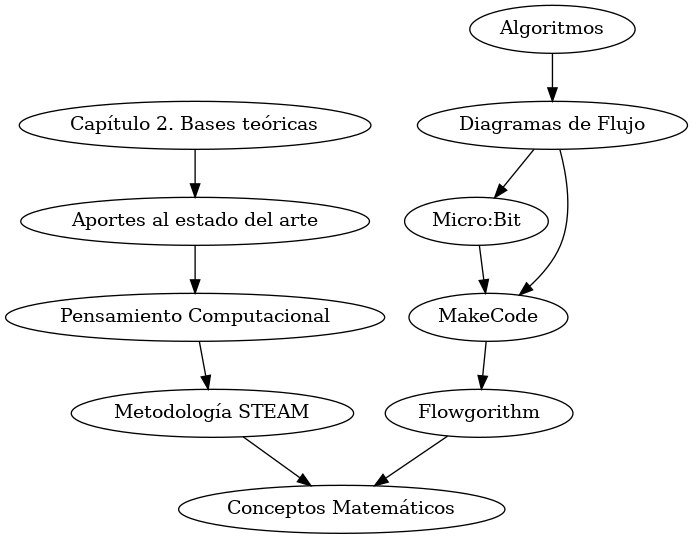 Algoritmos
Capítulo 2. Bases teóricas
Diagramas de Flujo
Aportes al estado del arte
Micro:Bit
Pensamiento Computacional
MakeCode
Metodología STEAM
Flowgorithm
Conceptos Matemáticos